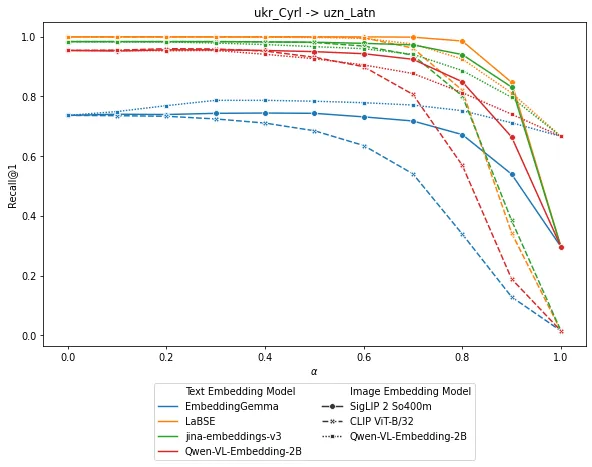 ukr_Cyrl -> uzn_Latn
Recall@1
1.0
0.8
0.6
0.4
0.2
0.0
0.0 0.2 0.4 0.6 0.8 1.0
α
Text Embedding Model
EmbeddingGemma
LaBSE
jina-embeddings-v3
Qwen-VL-Embedding-2B
Image Embedding Model
SigLIP 2 So400m
CLIP ViT-B/32
Qwen-VL-Embedding-2B